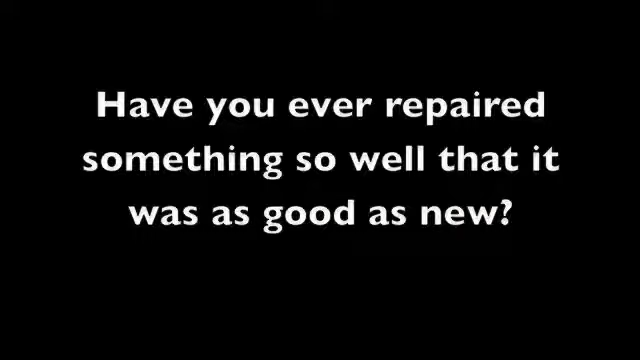 Have you ever repaired
something so well that it
was as good as new?